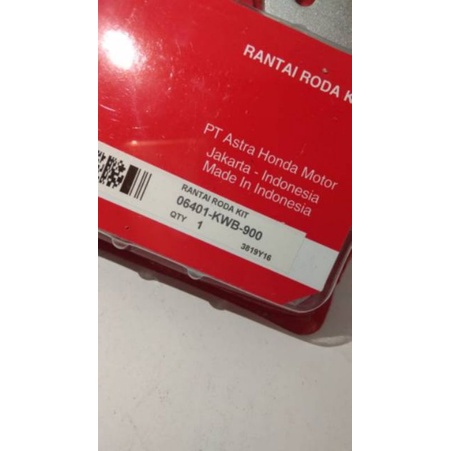 RANTAI RODA K
PT Astra Honda Motor
Jakarta - Indonesia
Made In Indonesia
RANTAI RODA KIT
06401-KWB-900
QTY 1
3819Y16